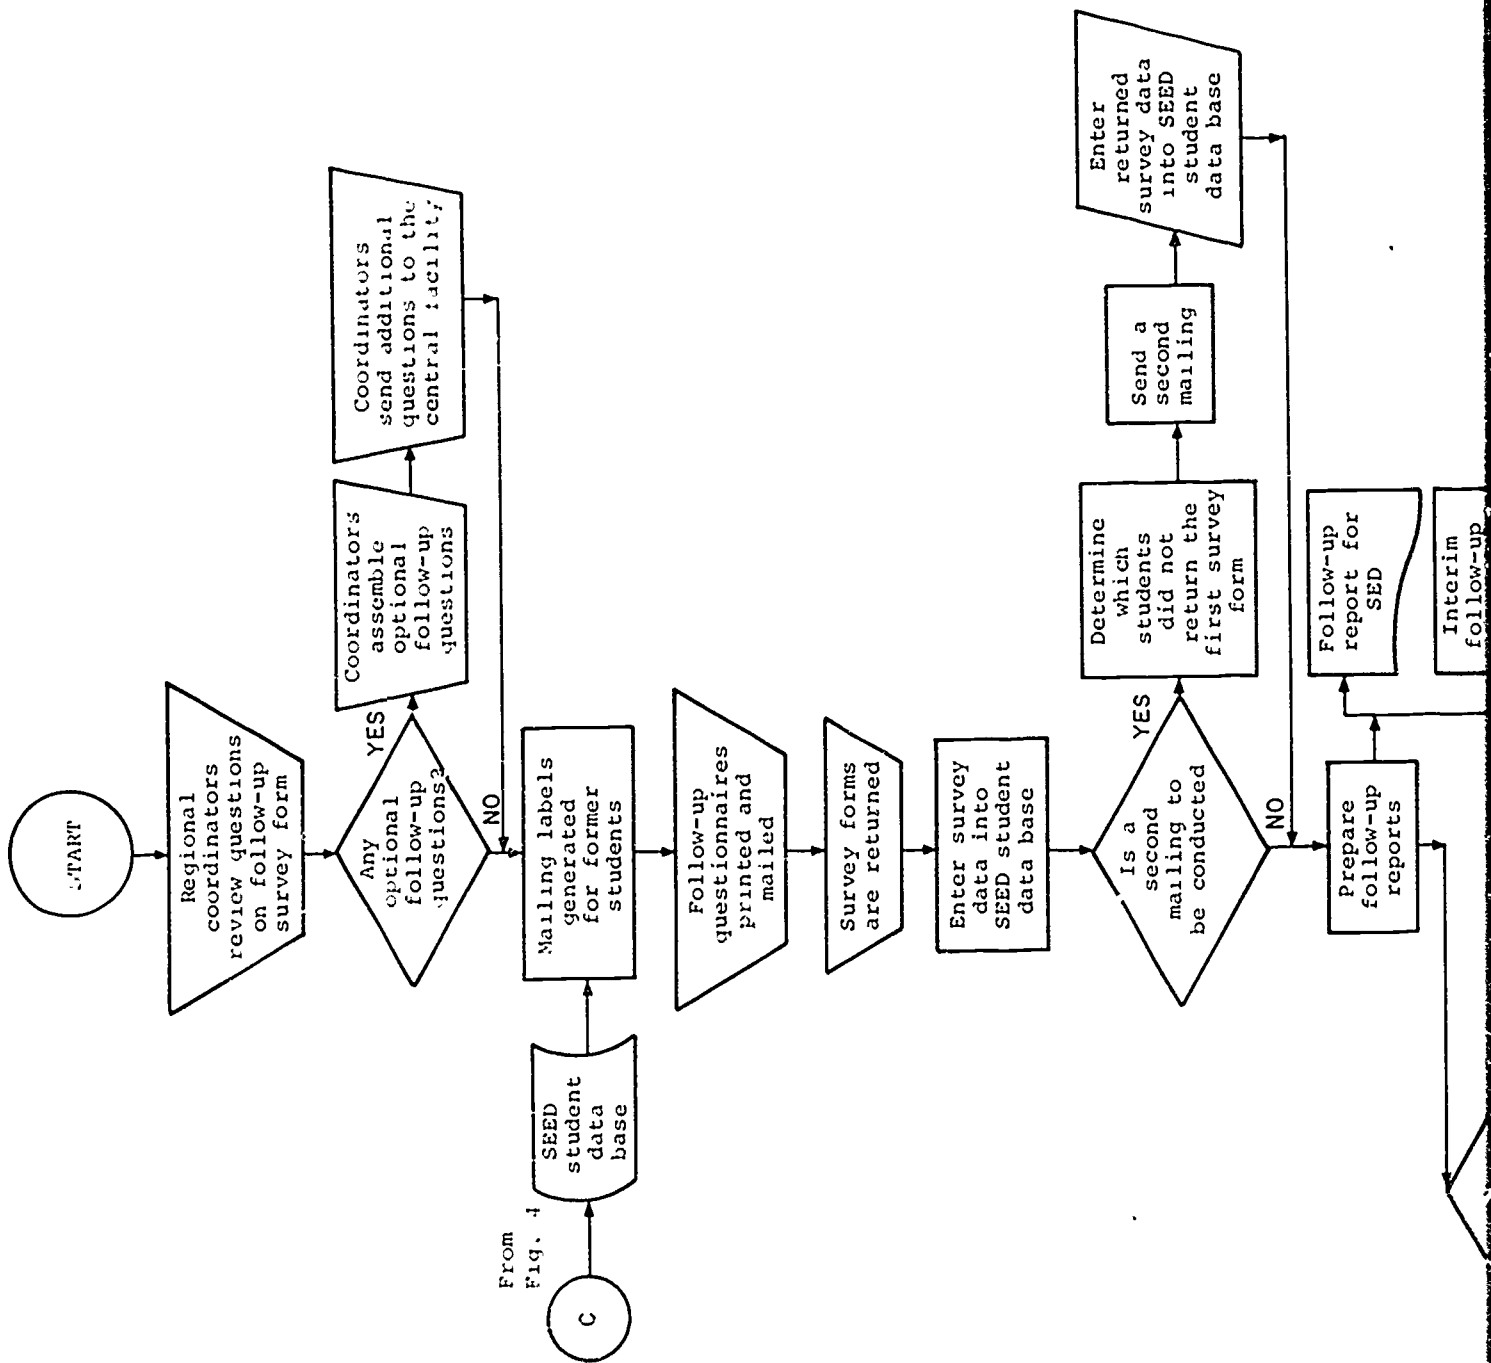 START
Regional
coordinators
review questions
on follow-up
survey form
Any
optional
follow-up
questions?
YES
NO
Coordinators
assemble
optional
follow-up
questions
Coordinators
send additional
questions to the
central facility
Mailing labels
generated
for former
students
From
Fig. 4
C
SEED
student
data
base
Follow-up
questionnaires
printed and
mailed
Survey forms
are returned
Enter survey
data into
SEED student
data base
Is a
second
mailing to
be conducted
YES
NO
Determine
which
students
did not
return the
first survey
form
Send a
second
mailing
Enter
returned
survey data
into SEED
student
data base
Prepare
follow-up
reports
Follow-up
report for
SED
Interim
follow-up